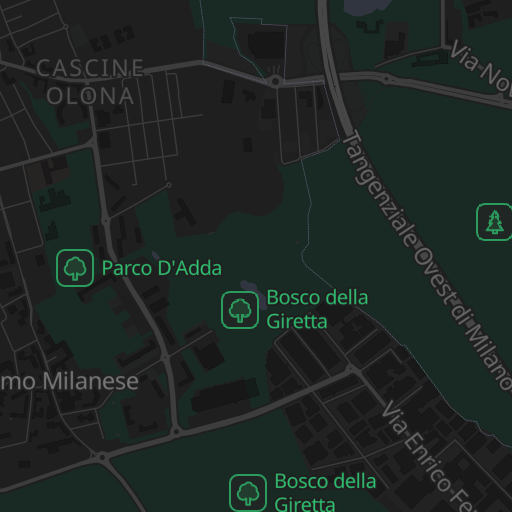 CASCINE
OLONA
Via Nov
Tangenziale Ovest di Milano
Parco D'Adda
Bosco della
Giretta
mo Milanese
Via Enrico Fe
Bosco della
Giretta